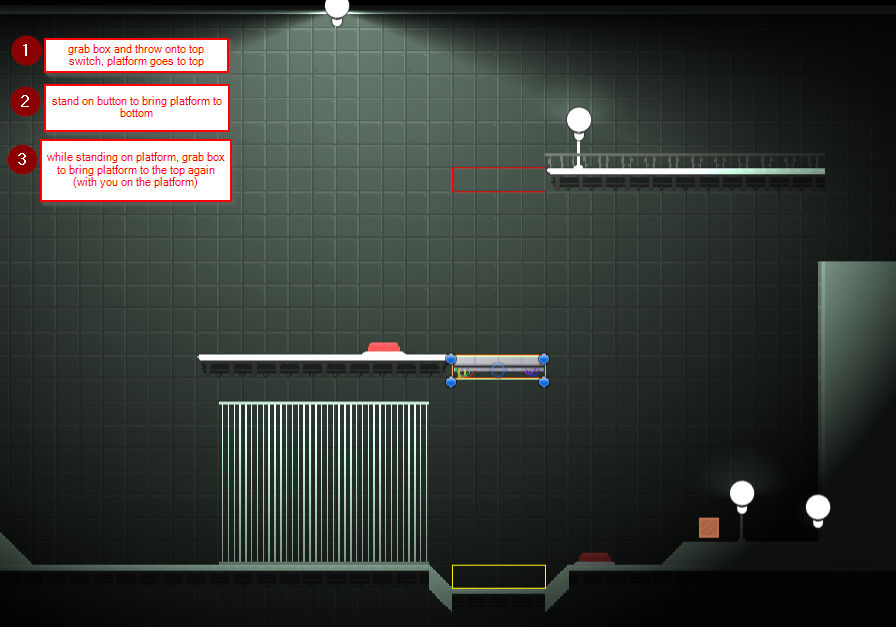 1
grab box and throw onto top
switch, platform goes to top
2
stand on button to bring platform to
bottom
3
while standing on platform, grab box
to bring platform to the top again
(with you on the platform)